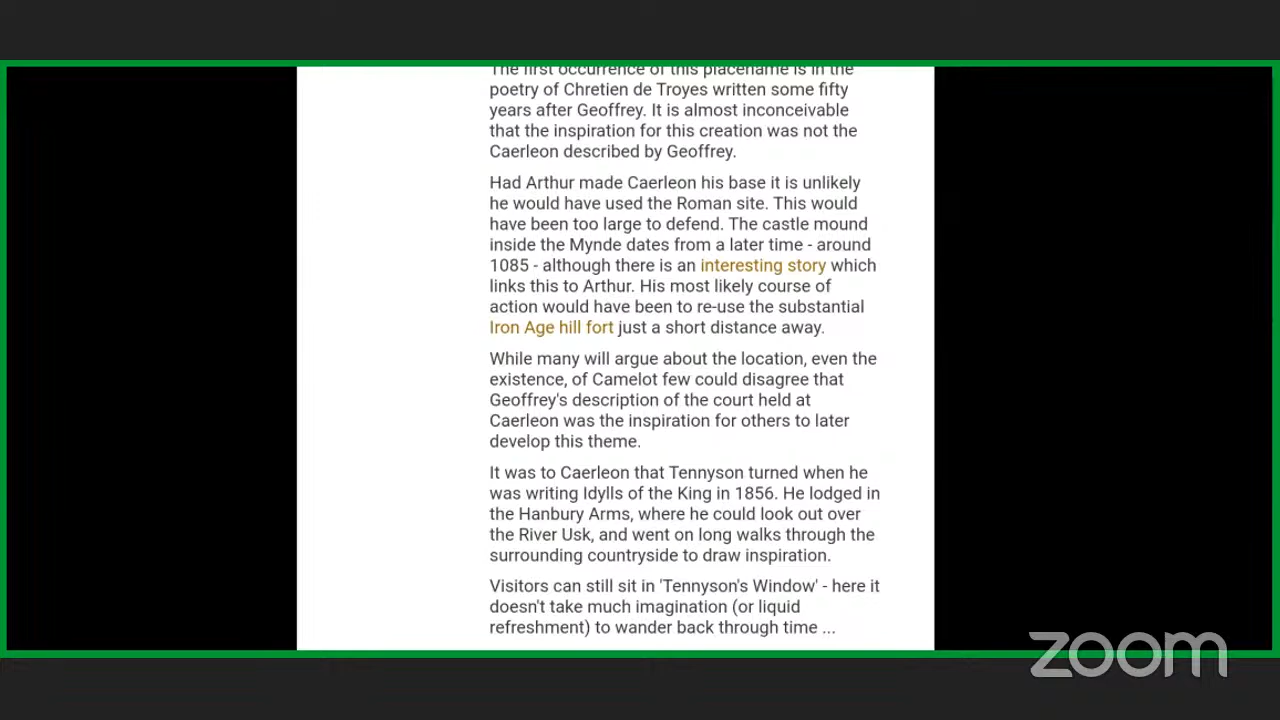 The first occurrence of this placename is in the
poetry of Chretien de Troyes written some fifty
years after Geoffrey. It is almost inconceivable
that the inspiration for this creation was not the
Caerleon described by Geoffrey.
Had Arthur made Caerleon his base it is unlikely
he would have used the Roman site. This would
have been too large to defend. The castle mound
inside the Mynde dates from a later time - around
1085 - although there is an interesting story which
links this to Arthur. His most likely course of
action would have been to re-use the substantial
Iron Age hill fort just a short distance away.
While many will argue about the location, even the
existence, of Camelot few could disagree that
Geoffrey's description of the court held at
Caerleon was the inspiration for others to later
develop this theme.
It was to Caerleon that Tennyson turned when he
was writing Idylls of the King in 1856. He lodged in
the Hanbury Arms, where he could look out over
the River Usk, and went on long walks through the
surrounding countryside to draw inspiration.
Visitors can still sit in 'Tennyson's Window' - here it
doesn't take much imagination (or liquid
refreshment) to wander back through time ...
zoom